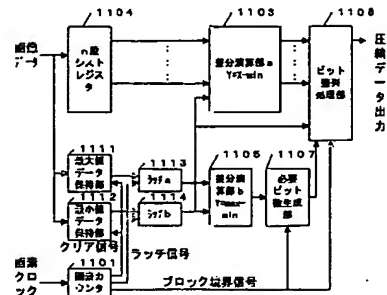 1104
1103
1108
画色
データ
n段
シフト
レジス
タ
差分演算部a
Y=X-min
ビット
整列
処理部
圧縮データ出力
1111
最大値
データ
保持部
1113
ラッチa
1105
差分演
算部b
Y=max-
min
1107
必要
ビット
数生成
部
1112
最小値
データ
保持部
1114
ラッチb
クリア信号
ラッチ信号
画素
クロック
1101
画素カ
ウンタ
ブロック境界信号